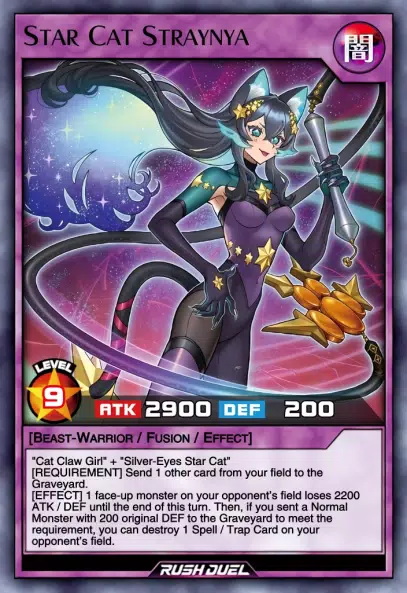 STAR CAT STRAYNYA
闇
LEVEL
9
ATK 2900 DEF 200
[BEAST-WARRIOR / FUSION / EFFECT]
"Cat Claw Girl" + "Silver-Eyes Star Cat"
[REQUIREMENT] Send 1 other card from your field to the
Graveyard.
[EFFECT] 1 face-up monster on your opponent's field loses 2200
ATK / DEF until the end of this turn. Then, if you sent a Normal
Monster with 200 original DEF to the Graveyard to meet the
requirement, you can destroy 1 Spell / Trap Card on your
opponent's field.
RUSH DUEL